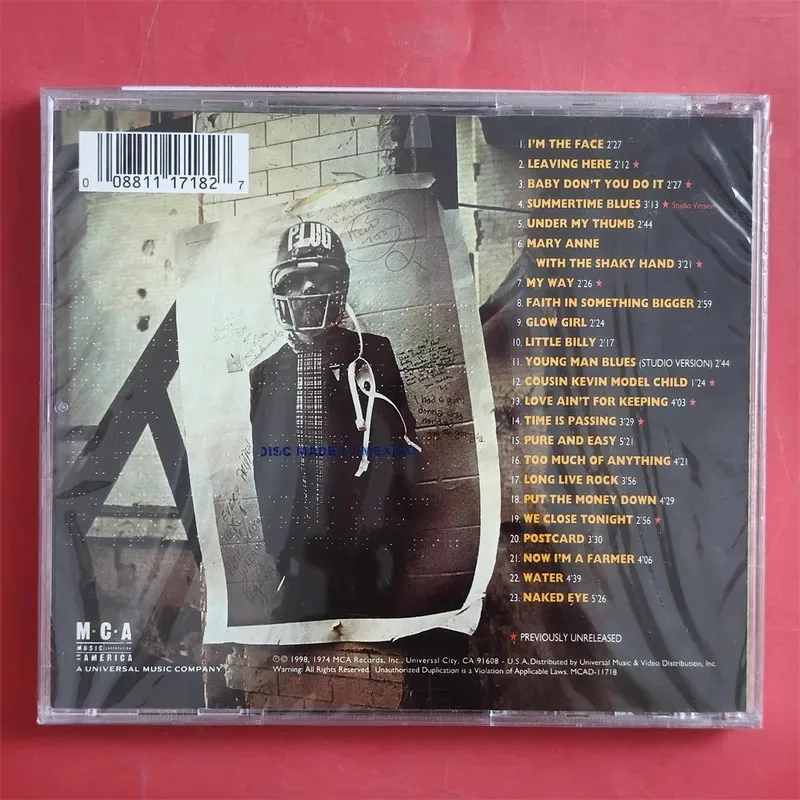 0 08811 17182 7
1. I'M THE FACE 2'27
2. LEAVING HERE 2'12 ★
3. BABY DON'T YOU DO IT 2'27 ★
4. SUMMERTIME BLUES 3'13 ★ Studio Version
5. UNDER MY THUMB 2'44
6. MARY ANNE
WITH THE SHAKY HAND 3'21 ★
7. MY WAY 2'26 ★
8. FAITH IN SOMETHING BIGGER 2'59
9. GLOW GIRL 2'24
10. LITTLE BILLY 2'17
11. YOUNG MAN BLUES (STUDIO VERSION) 2'44
12. COUSIN KEVIN MODEL CHILD 1'24 ★
13. LOVE AIN'T FOR KEEPING 4'03 ★
14. TIME IS PASSING 3'29 ★
15. PURE AND EASY 5'21
16. TOO MUCH OF ANYTHING 4'21
17. LONG LIVE ROCK 3'56
18. PUT THE MONEY DOWN 4'29
19. WE CLOSE TONIGHT 2'56 ★
20. POSTCARD 3'30
21. NOW I'M A FARMER 4'06
22. WATER 4'39
23. NAKED EYE 5'26
★ PREVIOUSLY UNRELEASED
PLUG
I had a
DISC MADE IN MEXICO
M·C·A
MUSIC CORPORATION
OF AMERICA
A UNIVERSAL MUSIC COMPANY
℗© 1998, 1974 MCA Records, Inc., Universal City, CA 91608 - U.S.A. Distributed by Universal Music & Video Distribution, Inc.
Warning: All Rights Reserved. Unauthorized Duplication is a Violation of Applicable Laws. MCAD-11718